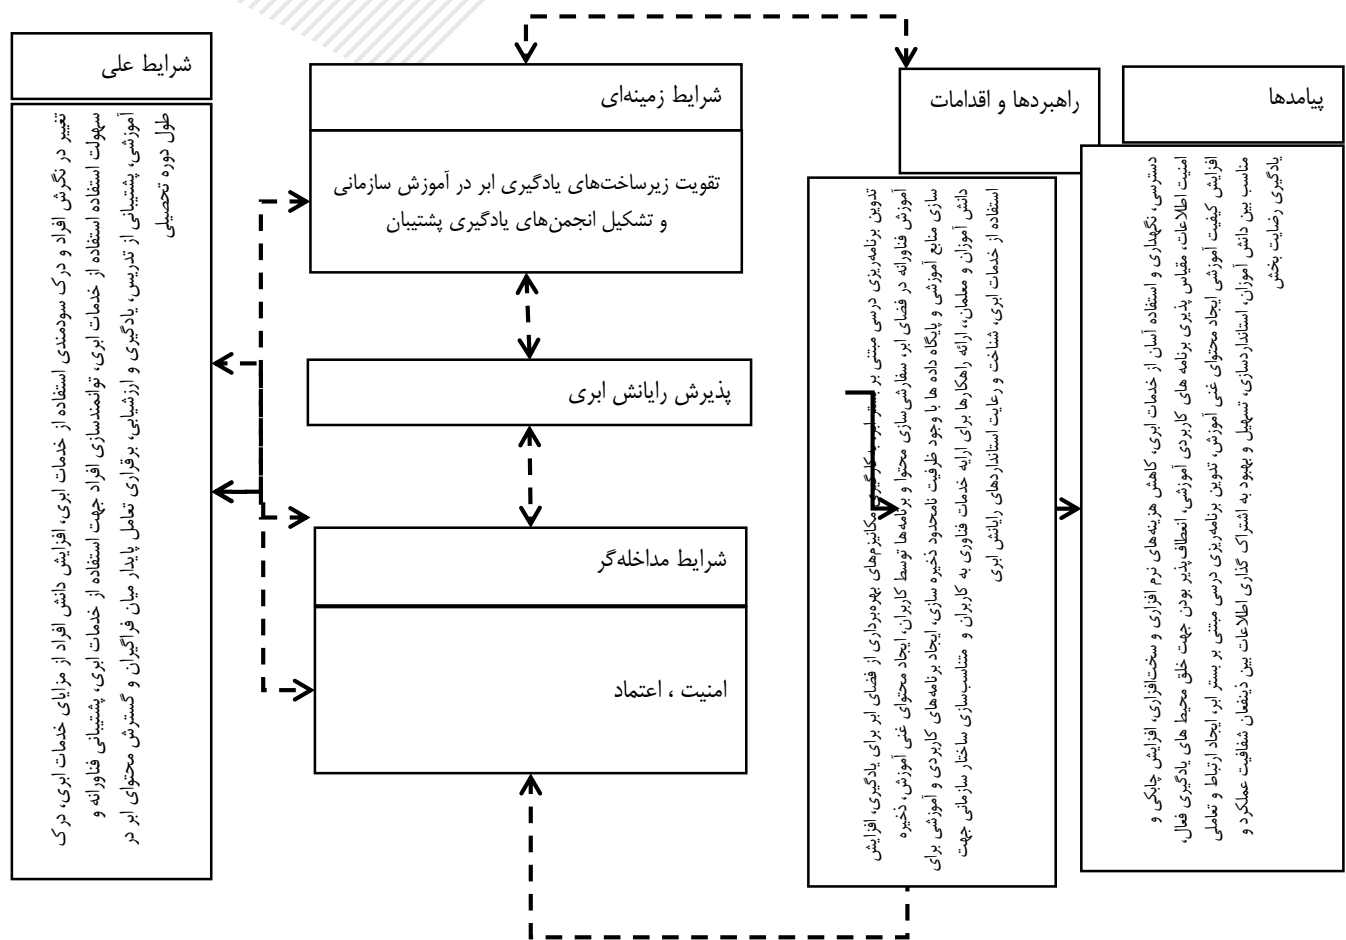 شرایط علی
تغییر در نگرش افراد و درک سودمندی استفاده از خدمات ابری، افزایش دانش افراد از مزایای خدمات ابری، درک
سهولت استفاده استفاده از خدمات ابری، توانمندسازی افراد جهت استفاده از خدمات ابری، پشتیبانی فناورانه و
آموزشی، پشتیبانی از تدریس، یادگیری و ارزشیابی، برقراری تعامل پایدار میان فراگیران و گسترش محتوای ابر در
طول دوره تحصیلی
شرایط زمینه‌ای
تقویت زیرساخت‌های یادگیری ابر در آموزش سازمانی
و تشکیل انجمن‌های یادگیری پشتیبان
پذیرش رایانش ابری
شرایط مداخله‌گر
امنیت ، اعتماد
راهبردها و اقدامات
تدوین برنامه‌ریزی درسی مبتنی بر بستر ابر، به کارگیری مکانیزم‌های بهره‌برداری از فضای ابر برای یادگیری، افزایش
آموزش فناورانه در فضای ابر، سفارشی‌سازی محتوا و برنامه‌ها توسط کاربران، ایجاد محتوای غنی آموزش، ذخیره
سازی منابع آموزشی و پایگاه داده ها با وجود ظرفیت نامحدود ذخیره سازی، ایجاد برنامه‌های کاربردی و آموزشی برای
دانش آموزان و معلمان،، ارائه راهکارها برای ارایه خدمات فناوری به کاربران و متناسب‌سازی ساختار سازمانی جهت
استفاده از خدمات ابری، شناخت و رعایت استانداردهای رایانش ابری
پیامدها
دسترسی، نگهداری و استفاده آسان از خدمات ابری، کاهش هزینه‌های نرم افزاری و سخت‌افزاری، افزایش چابکی و
امنیت اطلاعات، مقیاس پذیری برنامه های کاربردی آموزشی، انعطاف‌پذیر بودن جهت خلق محیط های یادگیری فعال،
افزایش کیفیت آموزشی ایجاد محتوای غنی آموزش، تدوین برنامه‌ریزی درسی مبتنی بر بستر ابر، ایجاد ارتباط و تعاملی
مناسب بین دانش آموزان، استانداردسازی، تسهیل و بهبود به اشتراک گذاری اطلاعات بین ذینفعان شفافیت عملکرد و
یادگیری رضایت بخش